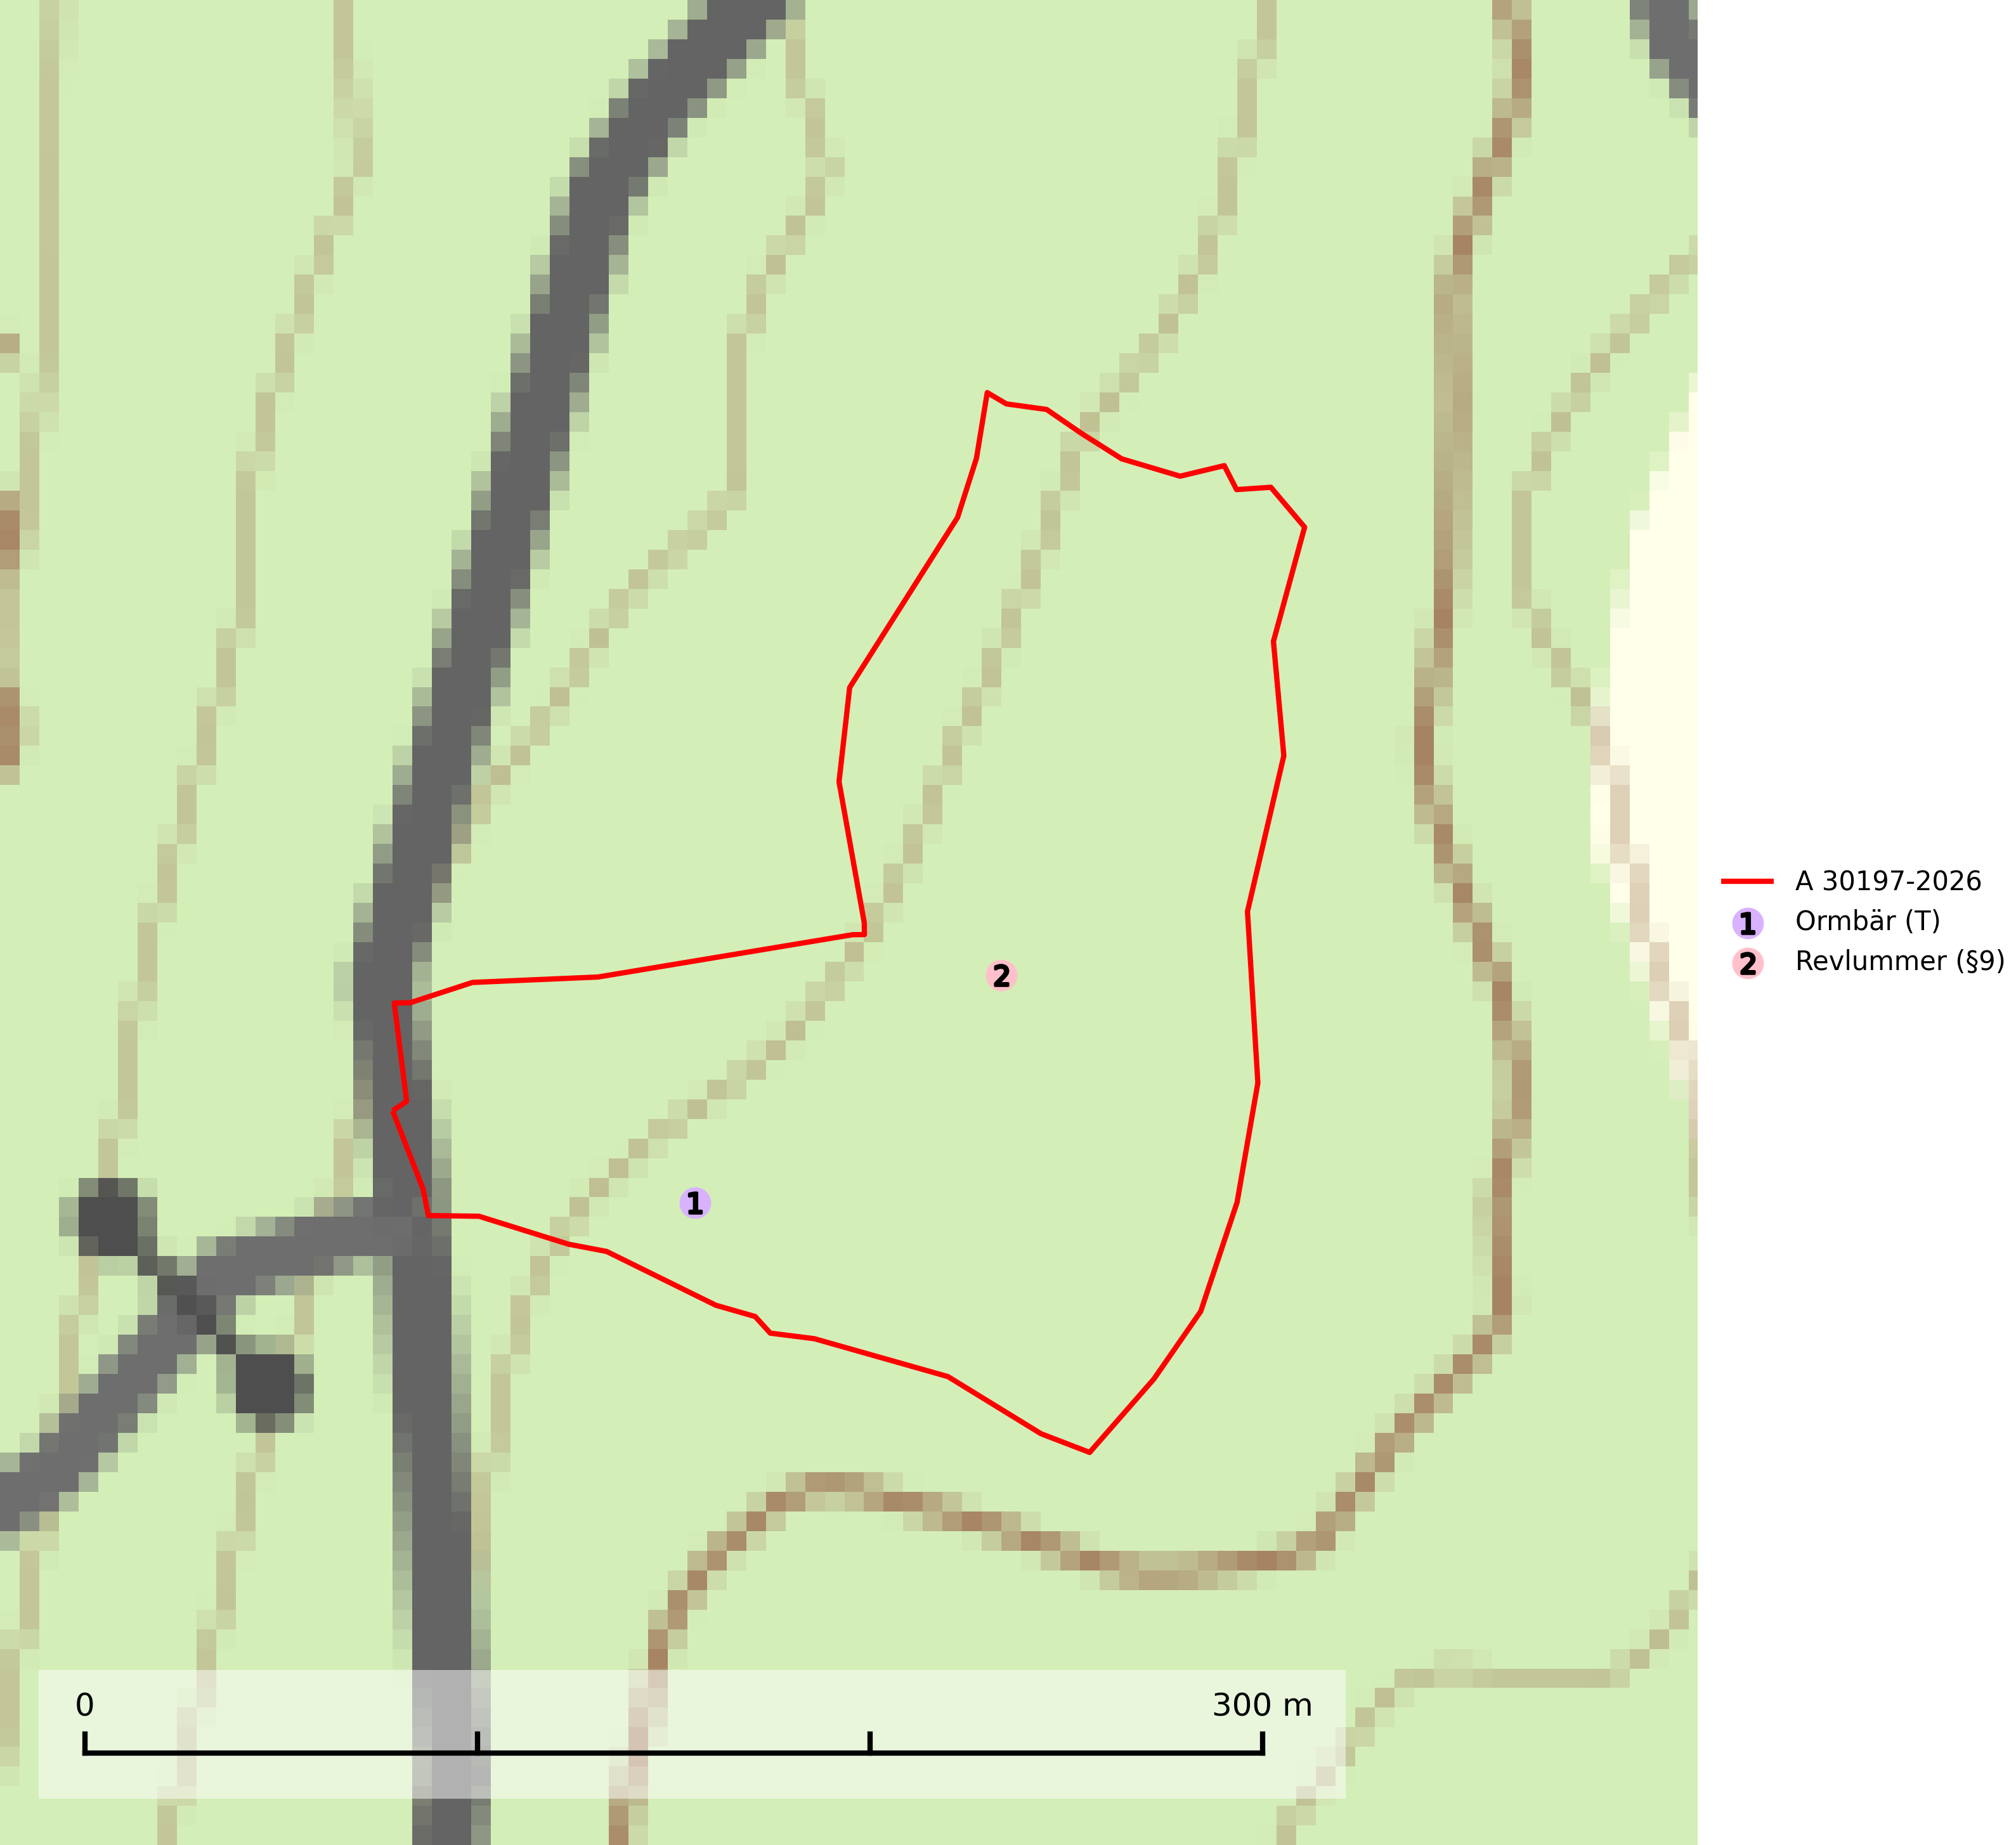 2
1
0
300 m
A 30197-2026
1 Ormbär (T)
2 Revlummer (§9)